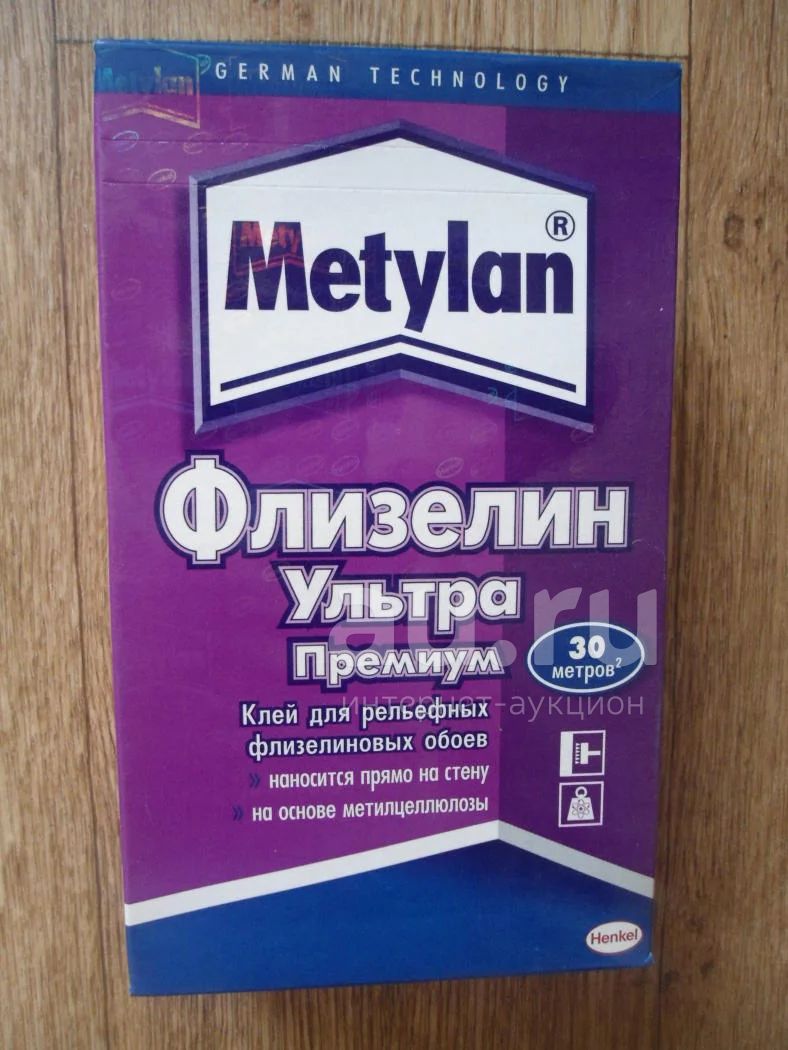 Metylan
GERMAN TECHNOLOGY
Metylan®
Флизелин
Ультра
Премиум
30
метров²
Клей для рельефных
флизелиновых обоев
» наносится прямо на стену
» на основе метилцеллюлозы
Henkel
au.ru
интернет-аукцион